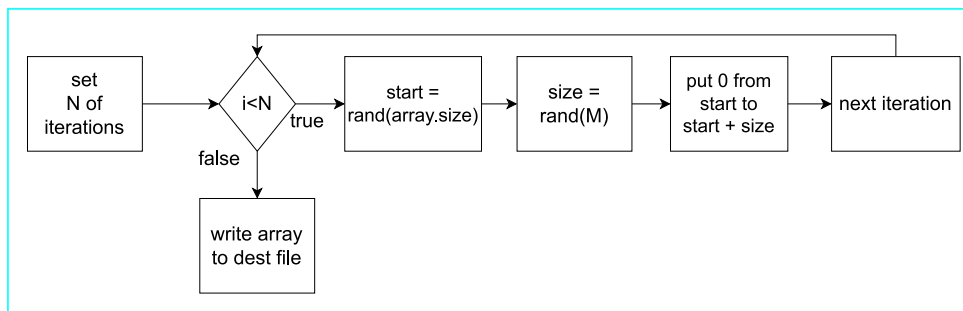 set
N of
iterations
i<N
true
false
start =
rand(array.size)
size =
rand(M)
put 0 from
start to
start + size
next iteration
write array
to dest file